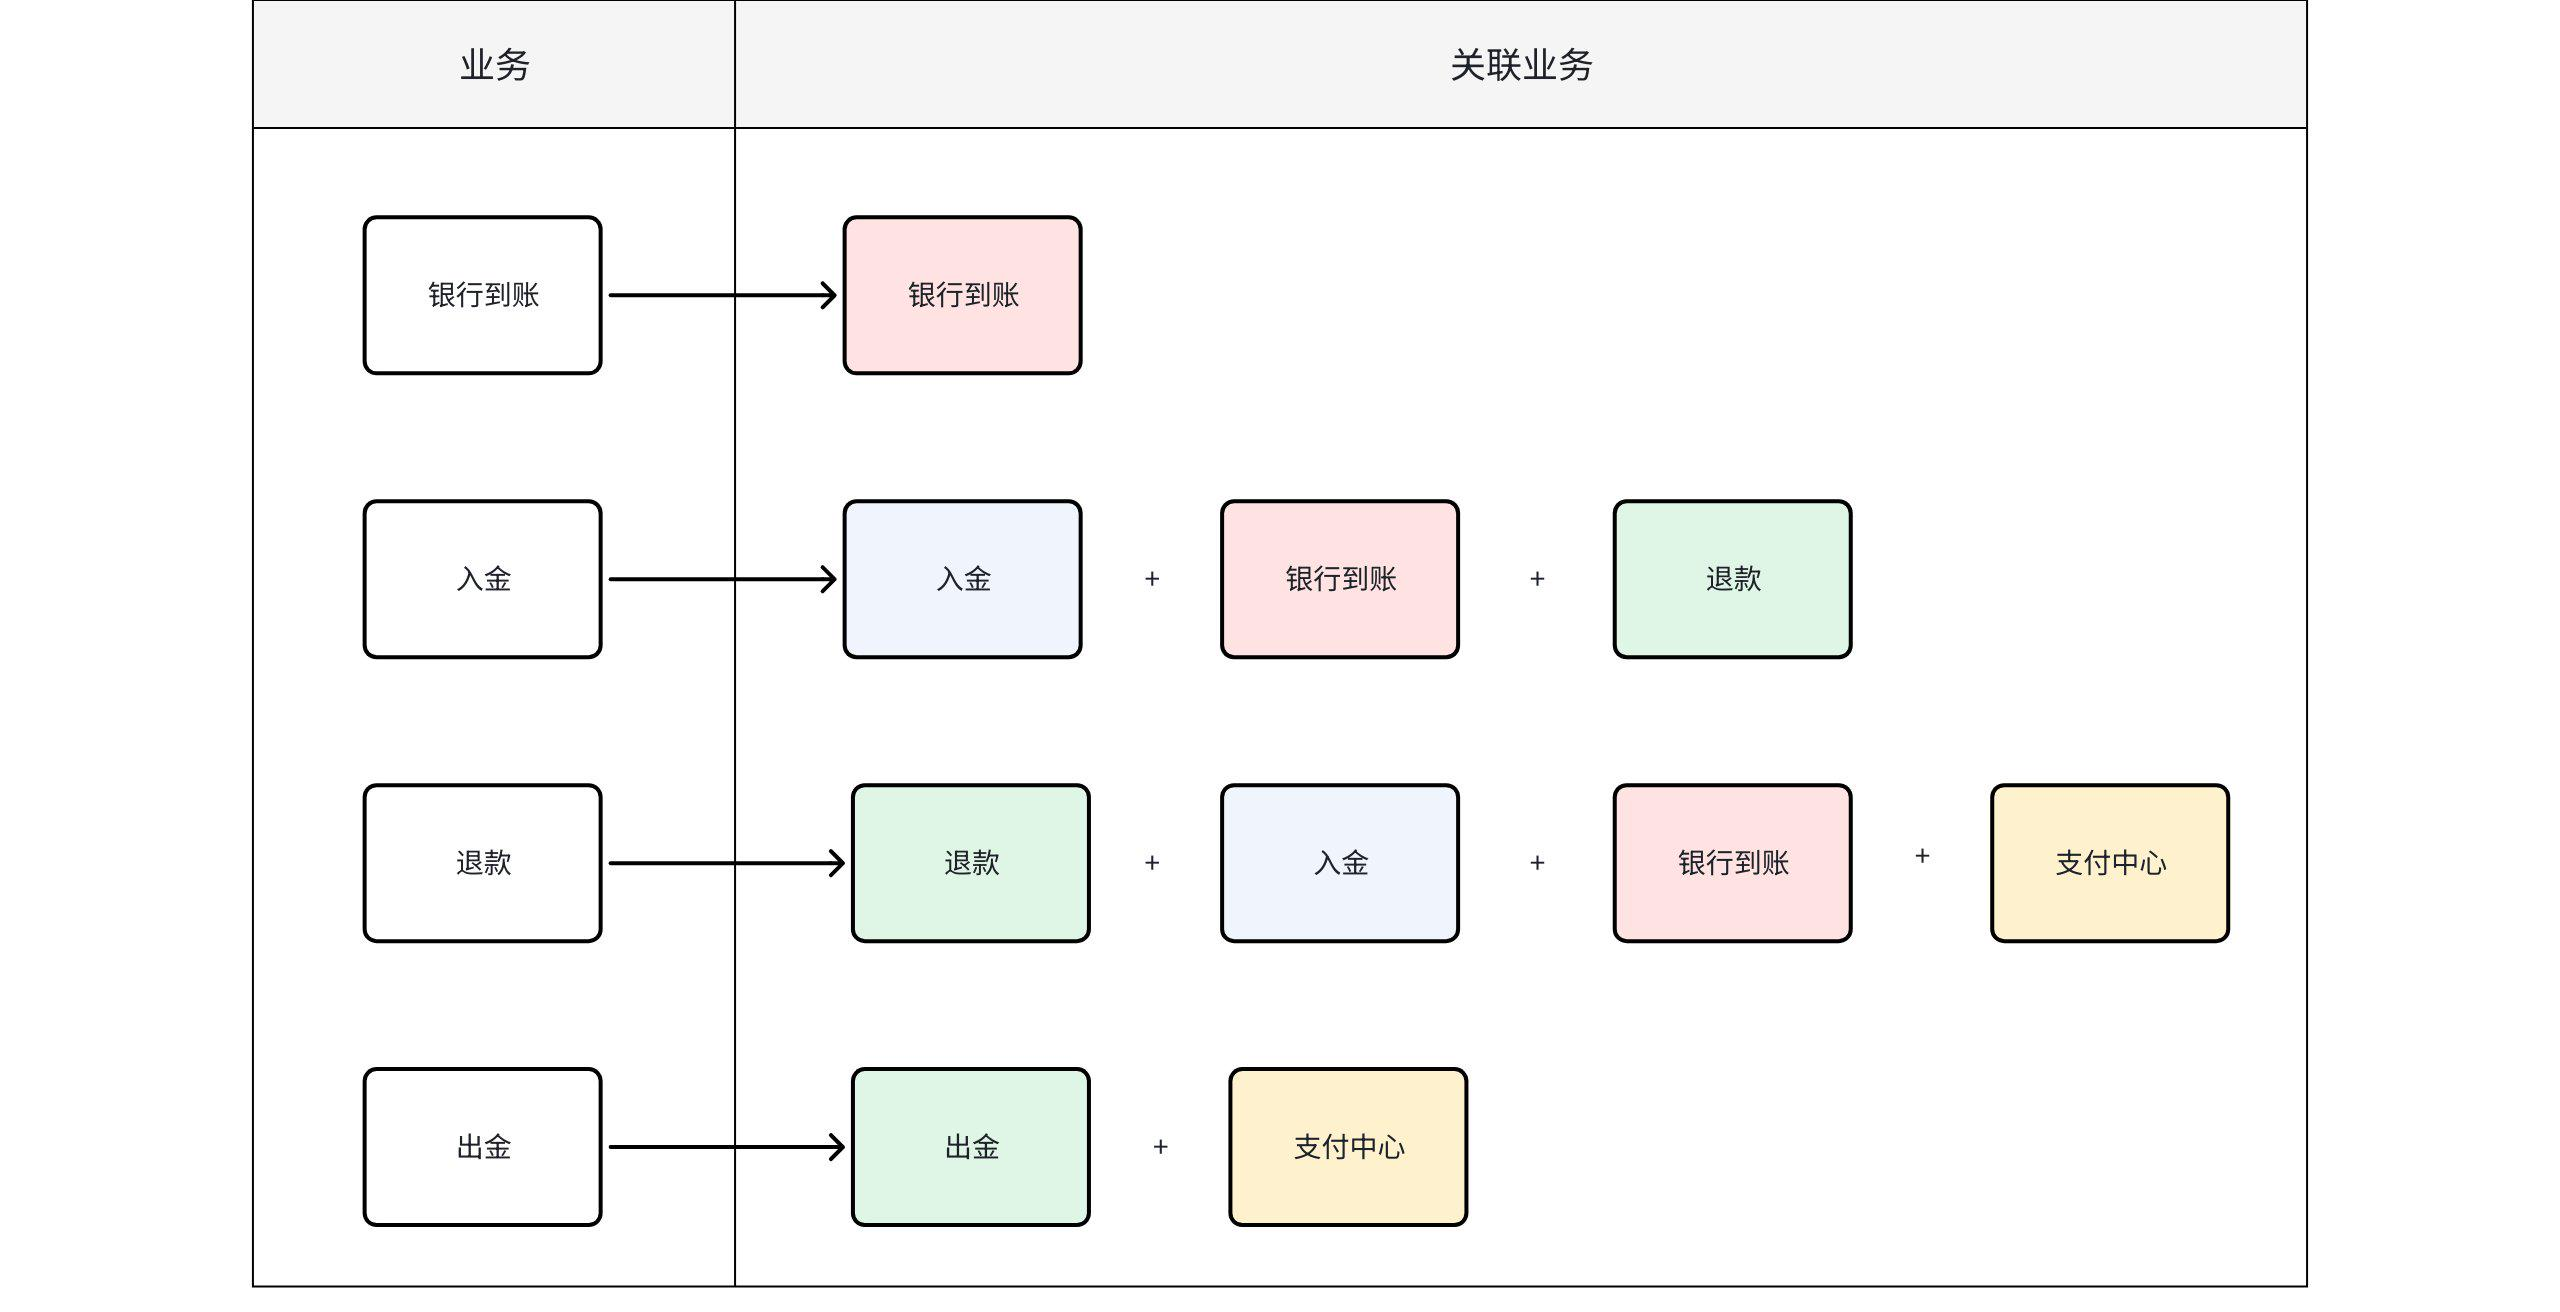 业务
关联业务
银行到账
银行到账
入金
入金 + 银行到账 + 退款
退款
退款 + 入金 + 银行到账 + 支付中心
出金
出金 + 支付中心